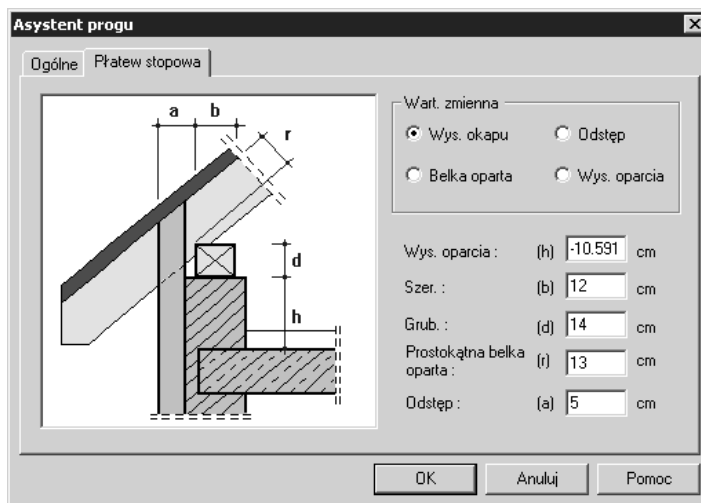 Asystent progu
Ogólne Płatew stopowa
a b
r
d
h
Wart. zmienna
Wys. okapu Odstęp
Belka oparta Wys. oparcia
Wys. oparcia : (h) -10.591 cm
Szer. : (b) 12 cm
Grub. : (d) 14 cm
Prostokątna belka
oparta : (r) 13 cm
Odstęp : (a) 5 cm
OK Anuluj Pomoc